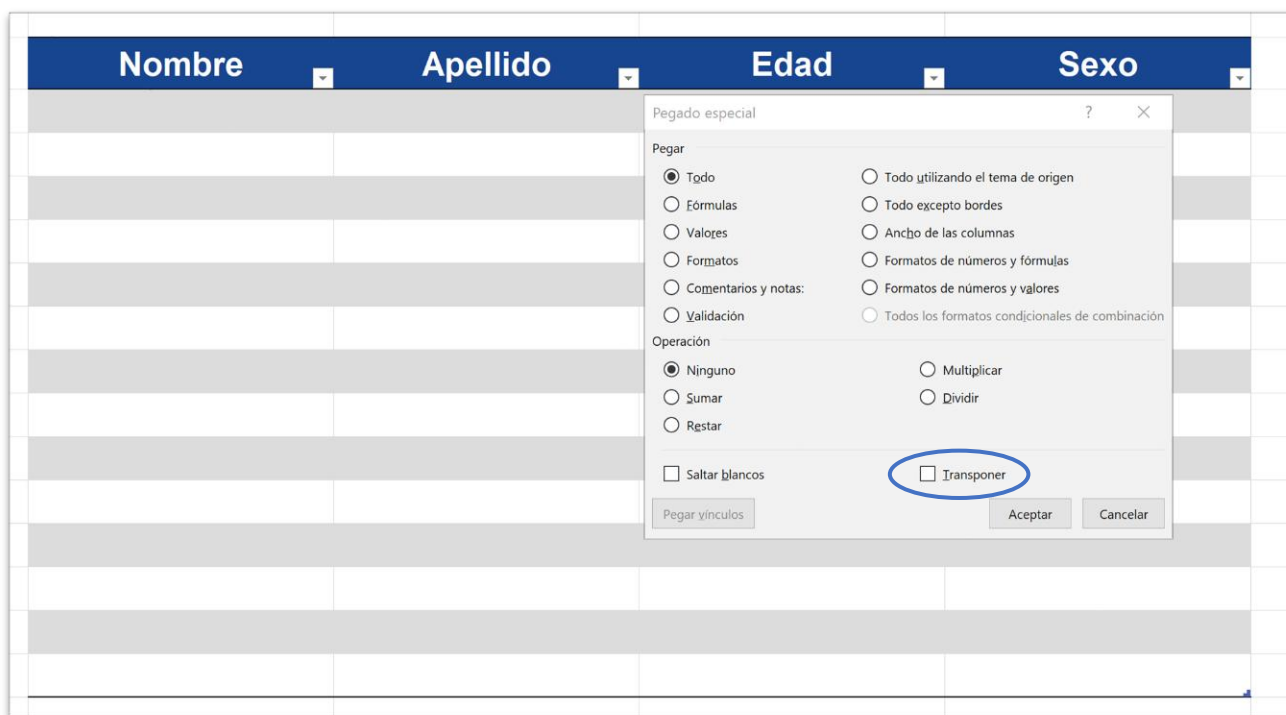 Nombre Apellido Edad Sexo
Pegado especial ?
Pegar
Todo Todo utilizando el tema de origen
Fórmulas Todo excepto bordes
Valores Ancho de las columnas
Formatos Formatos de números y fórmulas
Comentarios y notas: Formatos de números y valores
Validación Todos los formatos condicionales de combinación
Operación
Ninguno Multiplicar
Sumar Dividir
Restar
Saltar blancos Transponer
Pegar vínculos Aceptar Cancelar